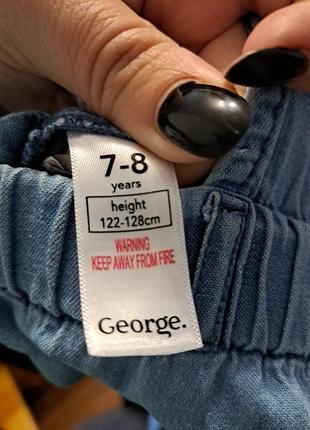 7-8
years
height
122-128cm
WARNING
KEEP AWAY FROM FIRE
George.